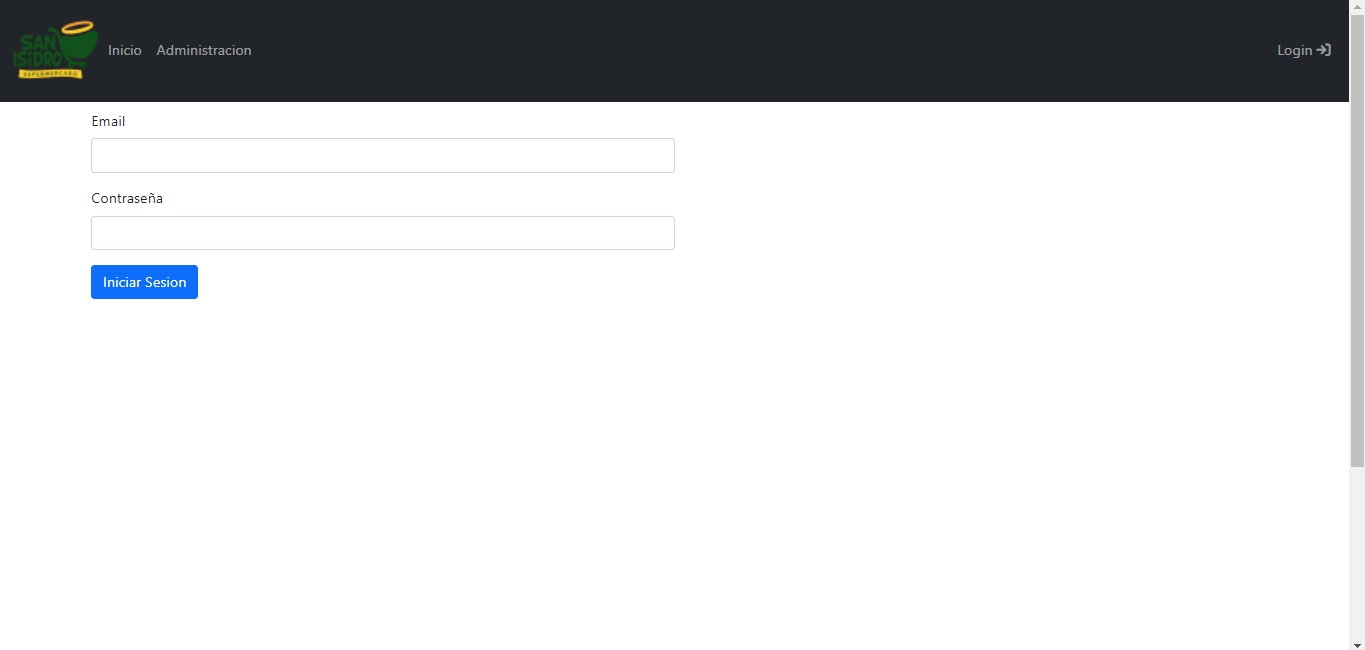 SAN
ISIDRO
SUPERMERCADO
Inicio Administracion Login
Email
Contraseña
Iniciar Sesion